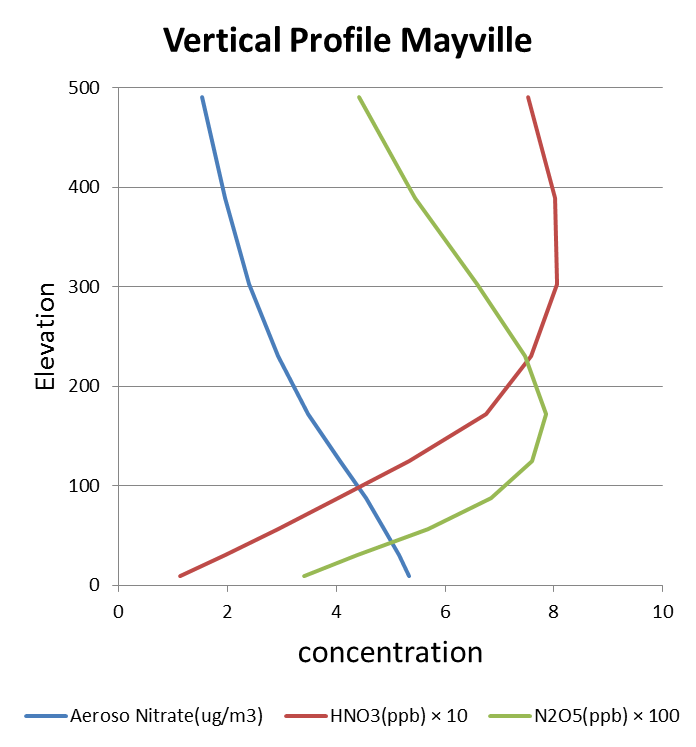 Vertical Profile Mayville
500
400
300
200
100
0
Elevation
0 2 4 6 8 10
concentration
Aeroso Nitrate(ug/m3) HNO3(ppb) × 10 N2O5(ppb) × 100